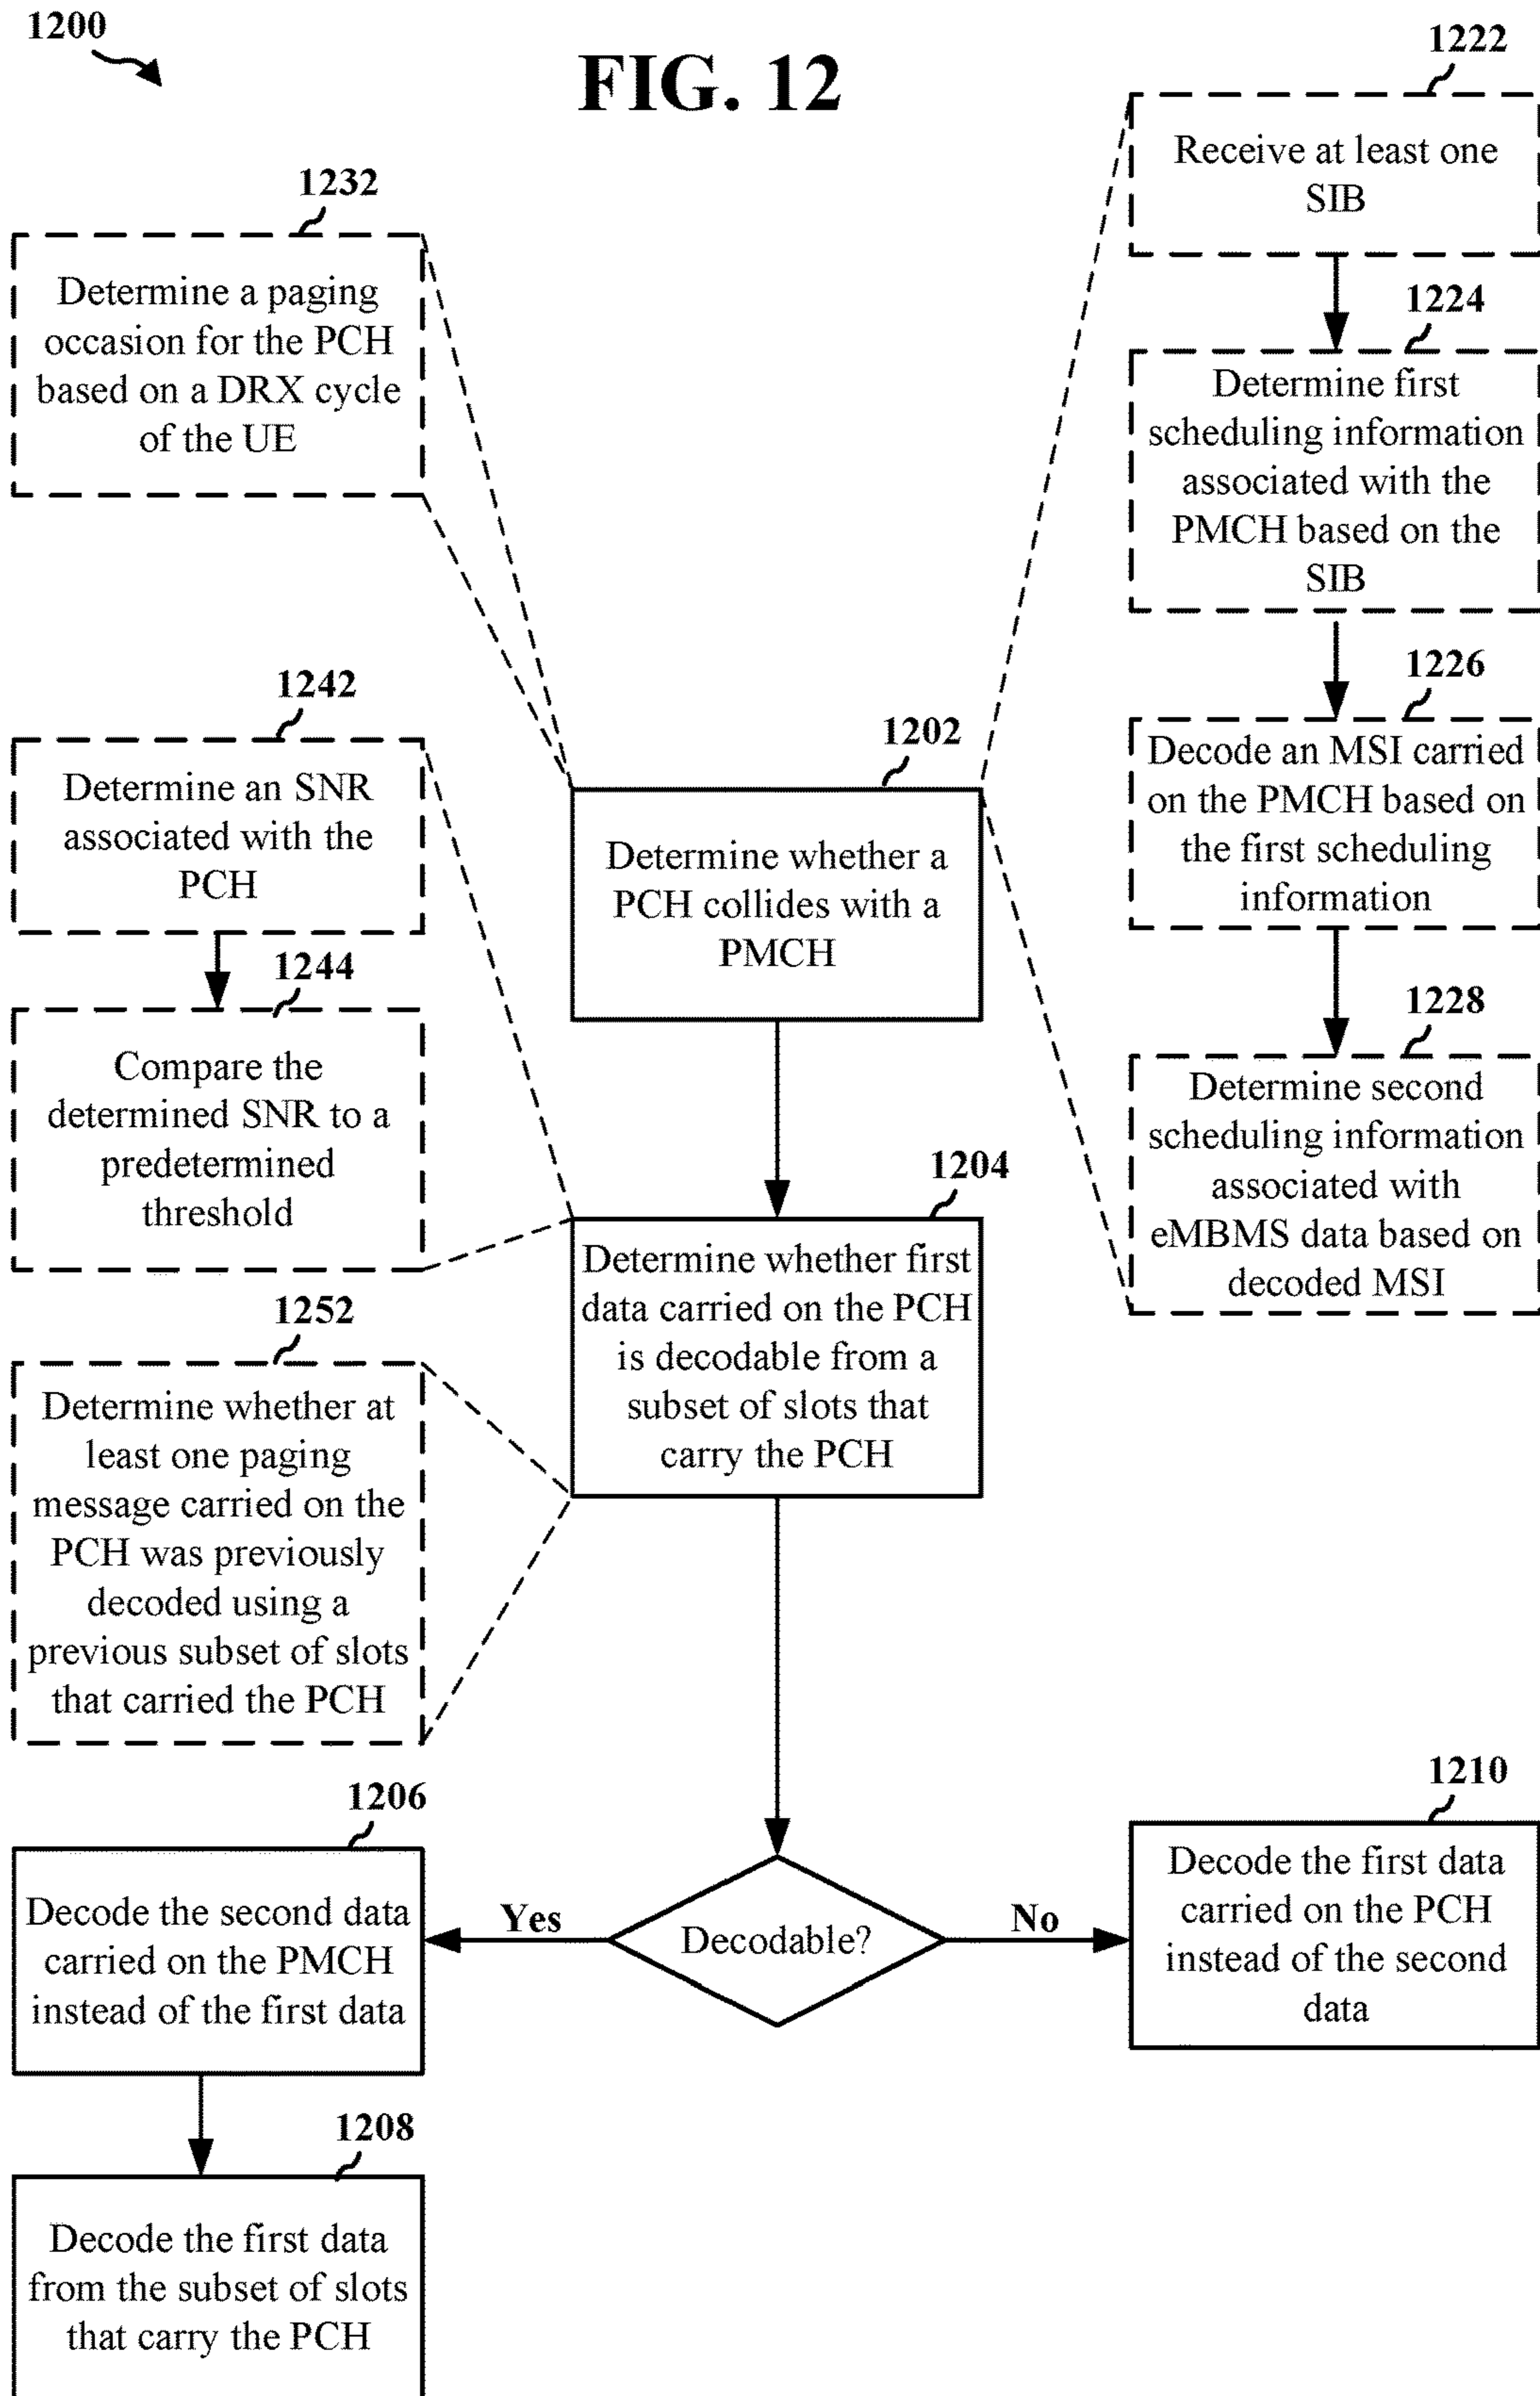 1200
FIG. 12
1222
Receive at least one
SIB
1232
Determine a paging
occasion for the PCH
based on a DRX cycle
of the UE
1224
Determine first
scheduling information
associated with the
PMCH based on the
SIB
1226
Decode an MSI carried
on the PMCH based on
the first scheduling
information
1228
Determine second
scheduling information
associated with
eMBMS data based on
decoded MSI
1242
Determine an SNR
associated with the
PCH
1244
Compare the
determined SNR to a
predetermined
threshold
1202
Determine whether a
PCH collides with a
PMCH
1204
Determine whether first
data carried on the PCH
is decodable from a
subset of slots that
carry the PCH
1252
Determine whether at
least one paging
message carried on the
PCH was previously
decoded using a
previous subset of slots
that carried the PCH
Decodable?
Yes
No
1206
Decode the second data
carried on the PMCH
instead of the first data
1210
Decode the first data
carried on the PCH
instead of the second
data
1208
Decode the first data
from the subset of slots
that carry the PCH